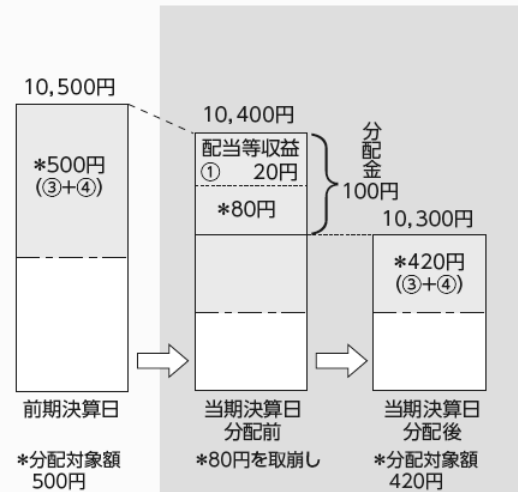 10,500円
*500円
(③+④)
前期決算日
*分配対象額
500円
10,400円
配当等収益
① 20円
*80円
分配金
100円
当期決算日
分配前
*80円を取崩し
10,300円
*420円
(③+④)
当期決算日
分配後
*分配対象額
420円